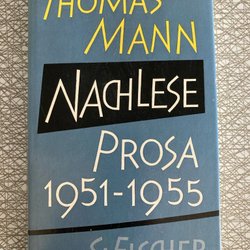 THOMAS
MANN
NACHLESE
PROSA
1951-1955
S. FISCHER